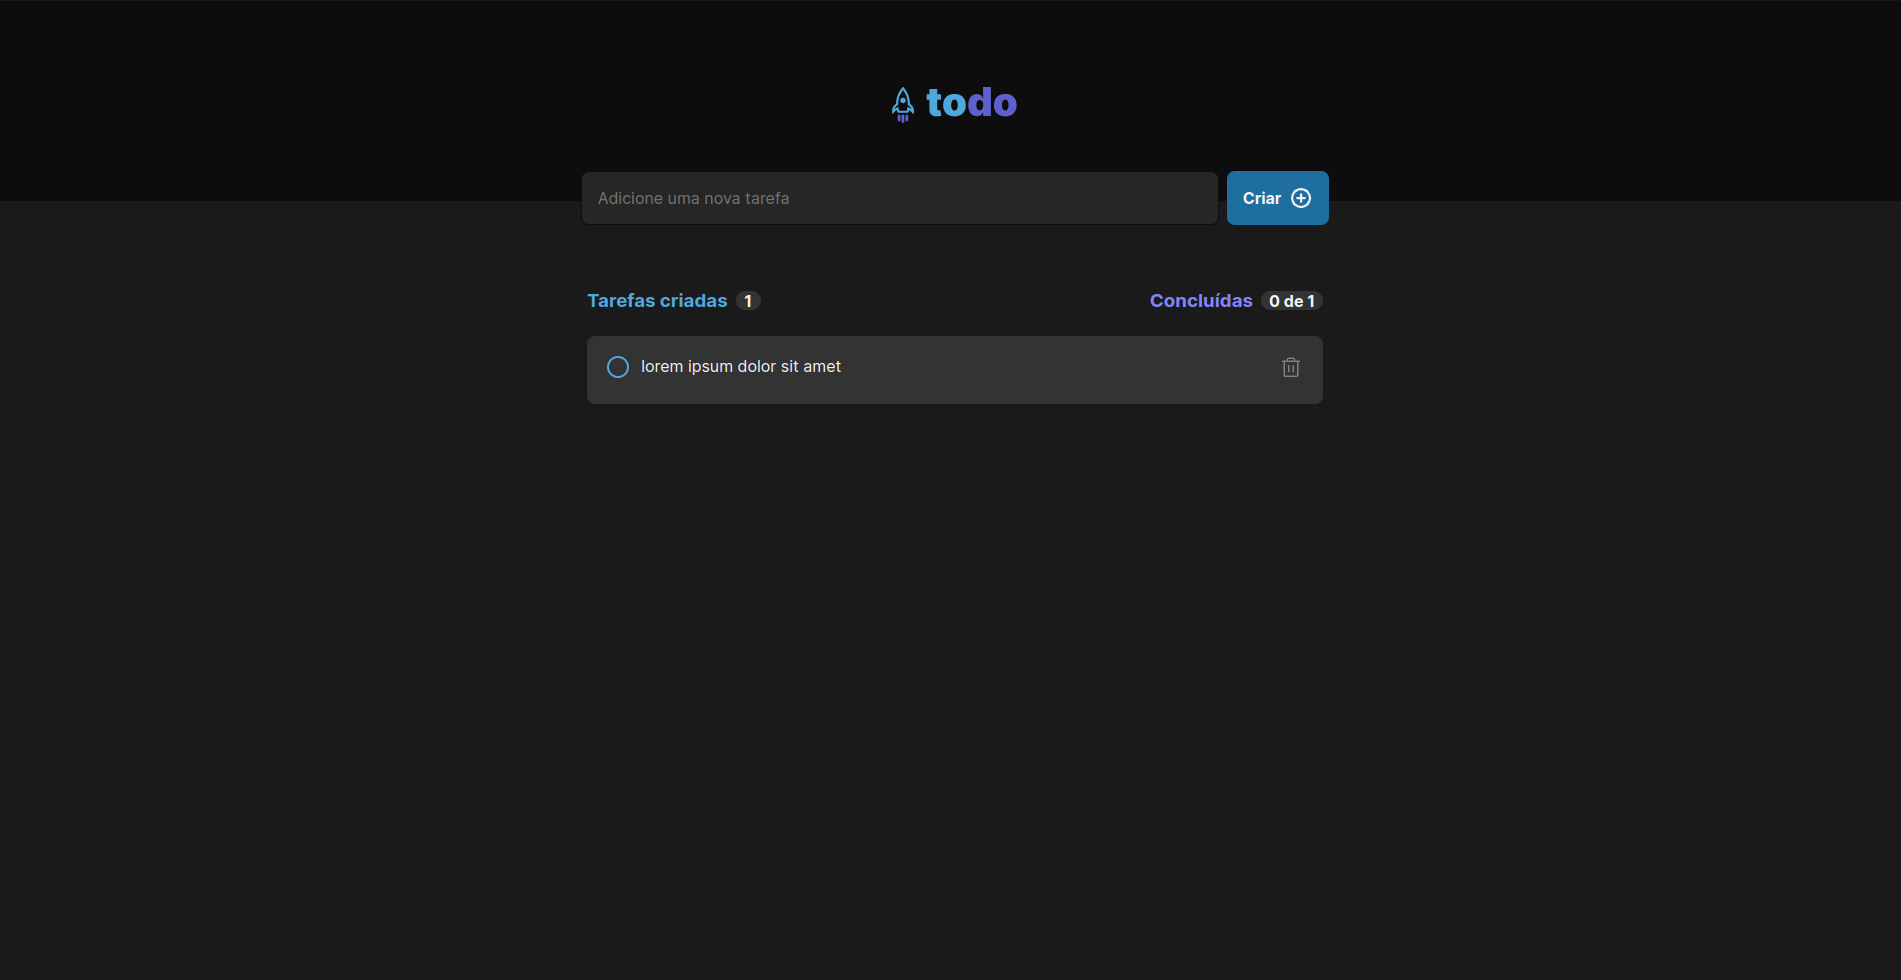 todo
Adicione uma nova tarefa
Criar
Tarefas criadas 1
Concluídas 0 de 1
lorem ipsum dolor sit amet